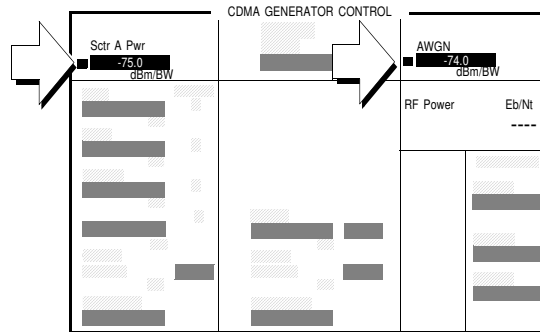 CDMA GENERATOR CONTROL
Sctr A Pwr
-75.0
dBm/BW
AWGN
-74.0
dBm/BW
RF Power Eb/Nt
----